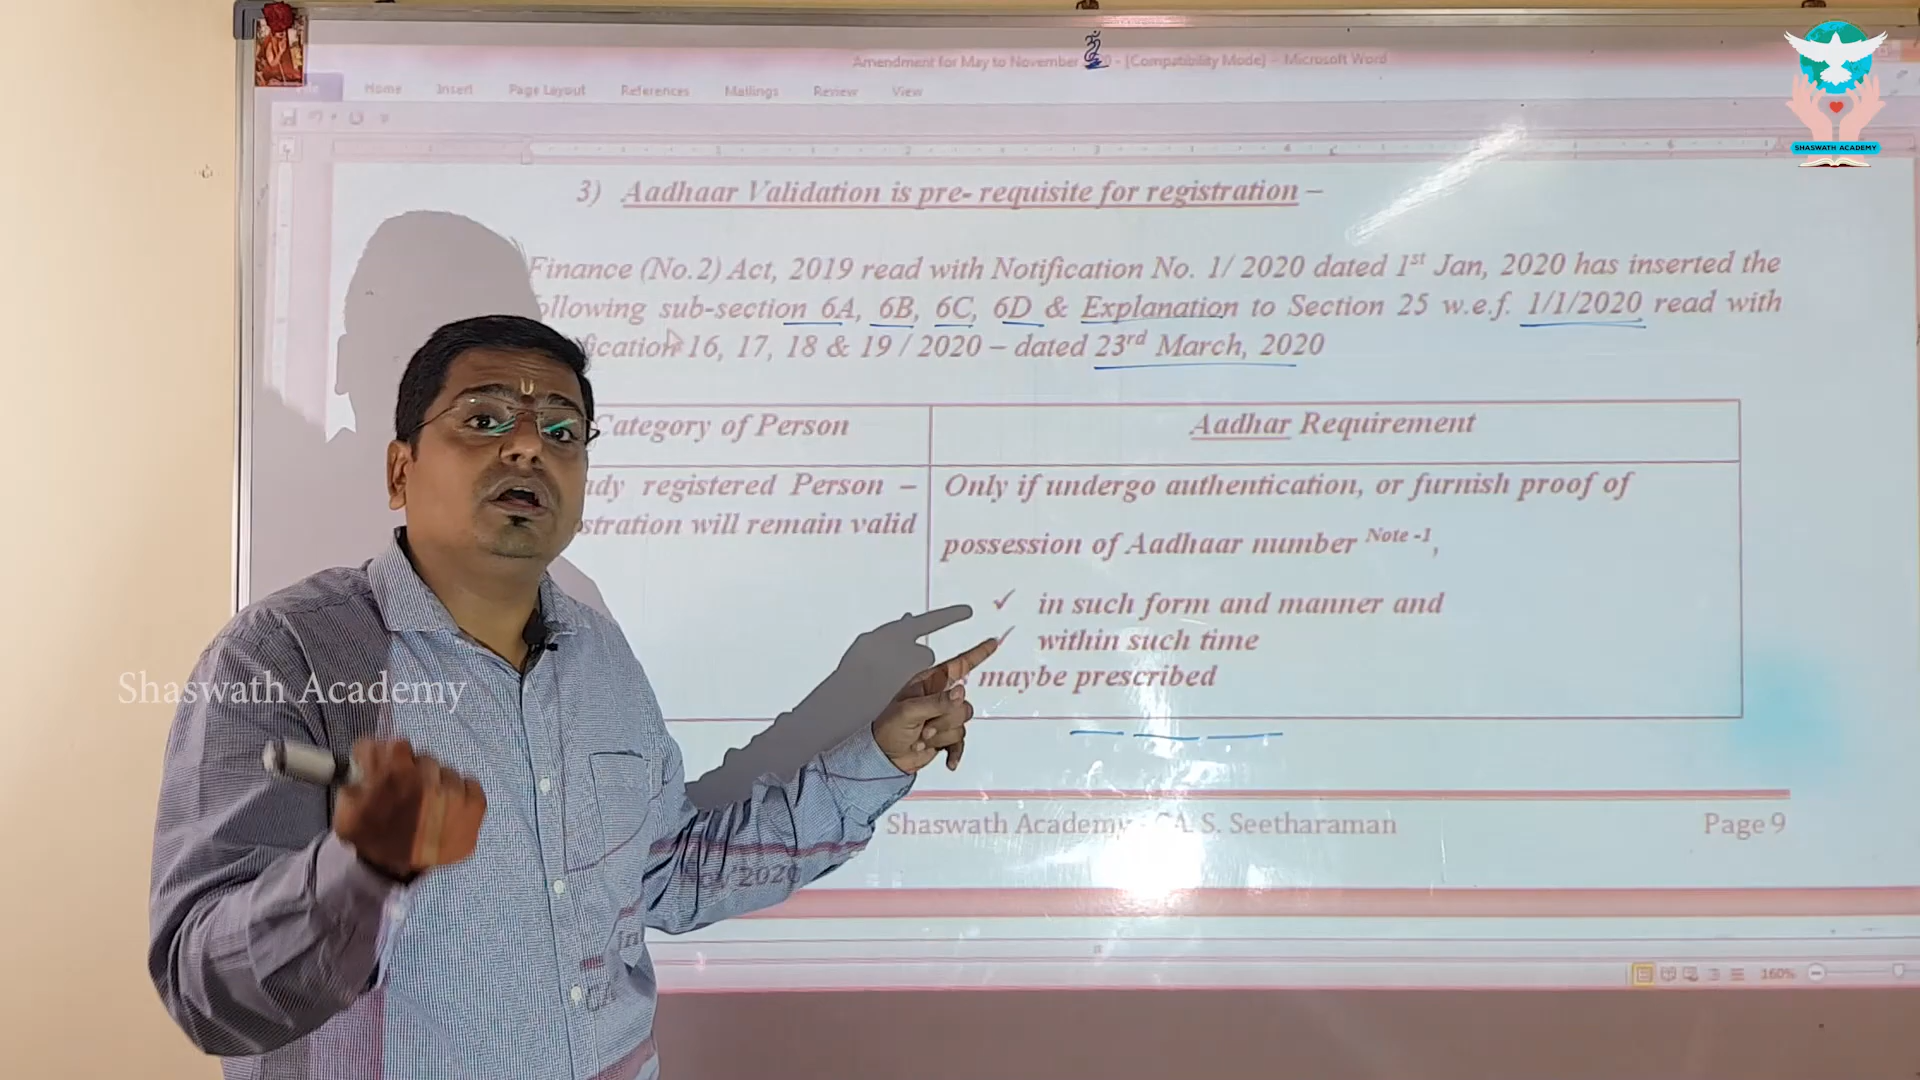 Amendment for May to November - [Compatibility Mode] - Microsoft Word
Home Insert Page Layout References Mailings Review View
SHASWATH ACADEMY
3) Aadhaar Validation is pre- requisite for registration –
Finance (No.2) Act, 2019 read with Notification No. 1/ 2020 dated 1st Jan, 2020 has inserted the
ollowing sub-section 6A, 6B, 6C, 6D & Explanation to Section 25 w.e.f. 1/1/2020 read with
fication 16, 17, 18 & 19 / 2020 – dated 23rd March, 2020
Category of Person
Aadhar Requirement
dy registered Person –
stration will remain valid
Only if undergo authentication, or furnish proof of
possession of Aadhaar number Note -1,
✓ in such form and manner and
✓ within such time
maybe prescribed
Shaswath Academy
Shaswath Academy - CA. S. Seetharaman
Page 9
2020
160%